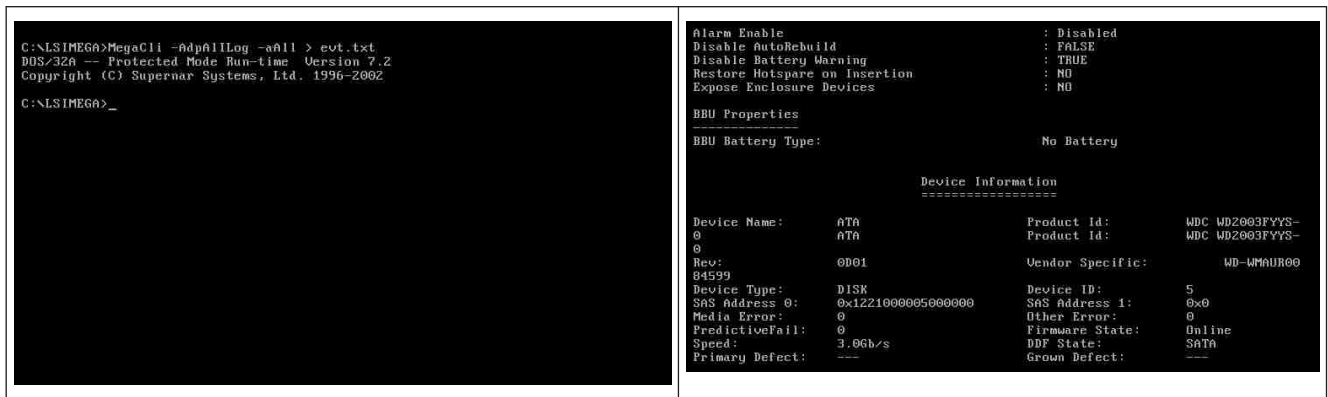 C:\LSIMEGA>MegaCli -AdpAlILog -aAll > evt.txt
DOS/32A -- Protected Mode Run-time Version 7.2
Copyright (C) Supernar Systems, Ltd. 1996-2002
C:\LSIMEGA>_
Alarm Enable : Disabled
Disable AutoRebuild : FALSE
Disable Battery Warning : TRUE
Restore Hotspare on Insertion : NO
Expose Enclosure Devices : NO
BBU Properties
---------------
BBU Battery Type: No Battery
Device Information
===================
Device Name: ATA Product Id: WDC WD2003FYYS-
0 ATA Product Id: WDC WD2003FYYS-
0
Rev: 0D01 Vendor Specific: WD-WMAUR00
84599
Device Type: DISK Device ID: 5
SAS Address 0: 0x1221000005000000 SAS Address 1: 0x0
Media Error: 0 Other Error: 0
PredictiveFail: 0 Firmware State: Online
Speed: 3.0Gb/s DDF State: SATA
Primary Defect: --- Grown Defect: ---